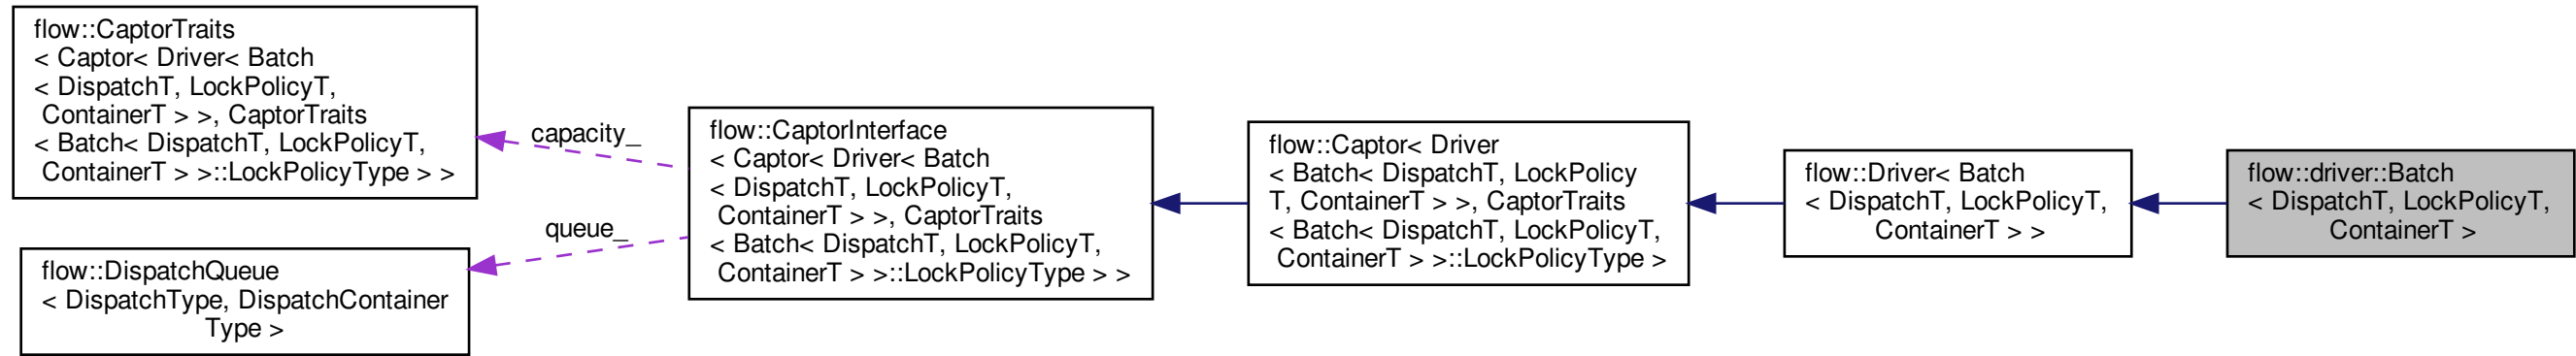 flow::CaptorTraits
< Captor< Driver< Batch
< DispatchT, LockPolicyT,
ContainerT > >, CaptorTraits
< Batch< DispatchT, LockPolicyT,
ContainerT > >::LockPolicyType > >
capacity_
flow::DispatchQueue
< DispatchType, DispatchContainer
Type >
queue_
flow::CaptorInterface
< Captor< Driver< Batch
< DispatchT, LockPolicyT,
ContainerT > >, CaptorTraits
< Batch< DispatchT, LockPolicyT,
ContainerT > >::LockPolicyType > >
flow::Captor< Driver
< Batch< DispatchT, LockPolicy
T, ContainerT > >, CaptorTraits
< Batch< DispatchT, LockPolicyT,
ContainerT > >::LockPolicyType >
flow::Driver< Batch
< DispatchT, LockPolicyT,
ContainerT > >
flow::driver::Batch
< DispatchT, LockPolicyT,
ContainerT >